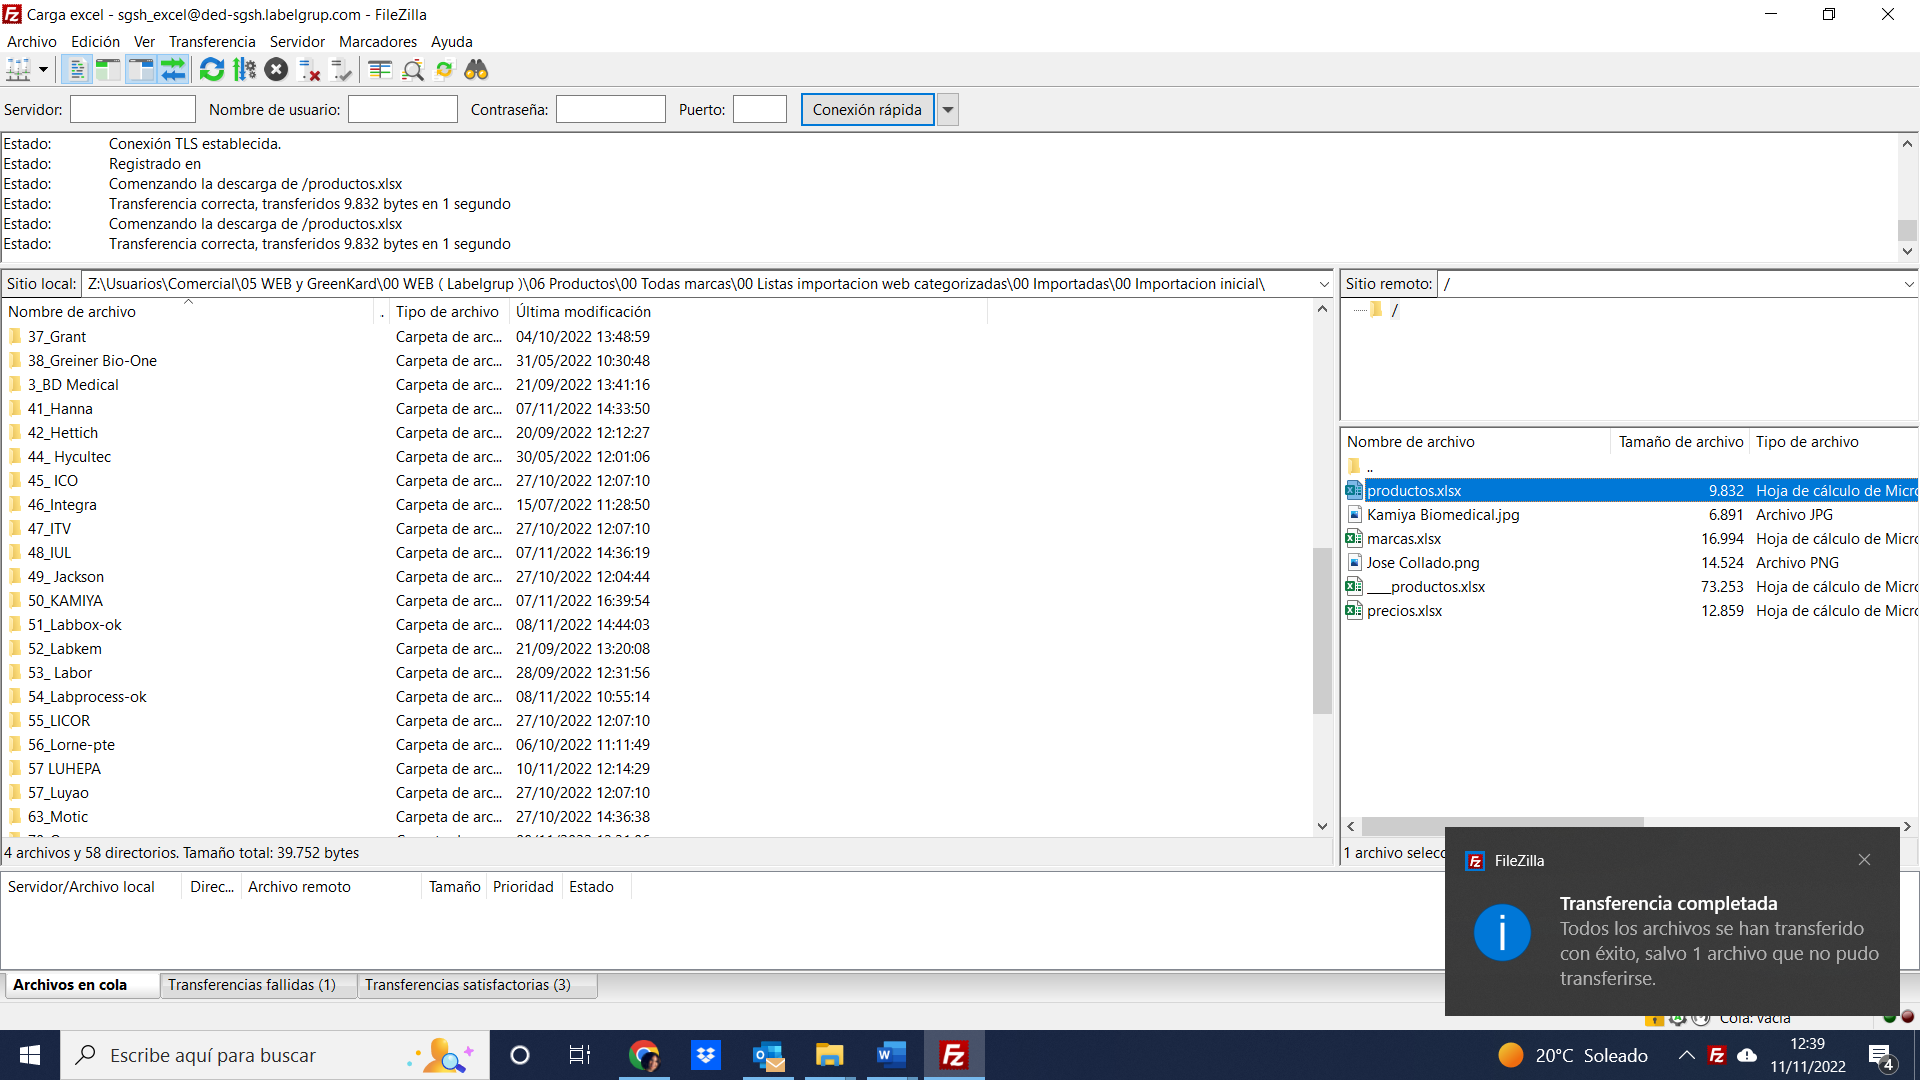 Carga excel - sgsh_excel@ded-sgsh.labelgrup.com - FileZilla
Archivo Edición Ver Transferencia Servidor Marcadores Ayuda
Servidor: Nombre de usuario: Contraseña: Puerto: Conexión rápida
Estado: Conexión TLS establecida.
Estado: Registrado en
Estado: Comenzando la descarga de /productos.xlsx
Estado: Transferencia correcta, transferidos 9.832 bytes en 1 segundo
Estado: Comenzando la descarga de /productos.xlsx
Estado: Transferencia correcta, transferidos 9.832 bytes en 1 segundo
Sitio local: Z:\Usuarios\Comercial\05 WEB y GreenKard\00 WEB ( Labelgrup )\06 Productos\00 Todas marcas\00 Listas importacion web categorizadas\00 Importadas\00 Importacion inicial\
Nombre de archivo . Tipo de archivo Última modificación
37_Grant Carpeta de arc... 04/10/2022 13:48:59
38_Greiner Bio-One Carpeta de arc... 31/05/2022 10:30:48
3_BD Medical Carpeta de arc... 21/09/2022 13:41:16
41_Hanna Carpeta de arc... 07/11/2022 14:33:50
42_Hettich Carpeta de arc... 20/09/2022 12:12:27
44_ Hycultec Carpeta de arc... 30/05/2022 12:01:06
45_ ICO Carpeta de arc... 27/10/2022 12:07:10
46_Integra Carpeta de arc... 15/07/2022 11:28:50
47_ITV Carpeta de arc... 27/10/2022 12:07:10
48_IUL Carpeta de arc... 07/11/2022 14:36:19
49_ Jackson Carpeta de arc... 27/10/2022 12:04:44
50_KAMIYA Carpeta de arc... 07/11/2022 16:39:54
51_Labbox-ok Carpeta de arc... 08/11/2022 14:44:03
52_Labkem Carpeta de arc... 21/09/2022 13:20:08
53_ Labor Carpeta de arc... 28/09/2022 12:31:56
54_Labprocess-ok Carpeta de arc... 08/11/2022 10:55:14
55_LICOR Carpeta de arc... 27/10/2022 12:07:10
56_Lorne-pte Carpeta de arc... 06/10/2022 11:11:49
57 LUHEPA Carpeta de arc... 10/11/2022 12:14:29
57_Luyao Carpeta de arc... 27/10/2022 12:07:10
63_Motic Carpeta de arc... 27/10/2022 14:36:38
4 archivos y 58 directorios. Tamaño total: 39.752 bytes
Sitio remoto: /
/
Nombre de archivo Tamaño de archivo Tipo de archivo
..
productos.xlsx 9.832 Hoja de cálculo de Micro
Kamiya Biomedical.jpg 6.891 Archivo JPG
marcas.xlsx 16.994 Hoja de cálculo de Micro
Jose Collado.png 14.524 Archivo PNG
___productos.xlsx 73.253 Hoja de cálculo de Micro
precios.xlsx 12.859 Hoja de cálculo de Micro
1 archivo selecc
Servidor/Archivo local Direc... Archivo remoto Tamaño Prioridad Estado
Archivos en cola Transferencias fallidas (1) Transferencias satisfactorias (3)
FileZilla
Transferencia completada
Todos los archivos se han transferido
con éxito, salvo 1 archivo que no pudo
transferirse.
Cola: vacía
Escribe aquí para buscar
20°C Soleado
12:39
11/11/2022
4